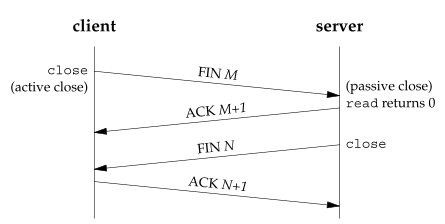 client server
close
(active close)
FIN M
(passive close)
read returns 0
ACK M+1
FIN N
close
ACK N+1